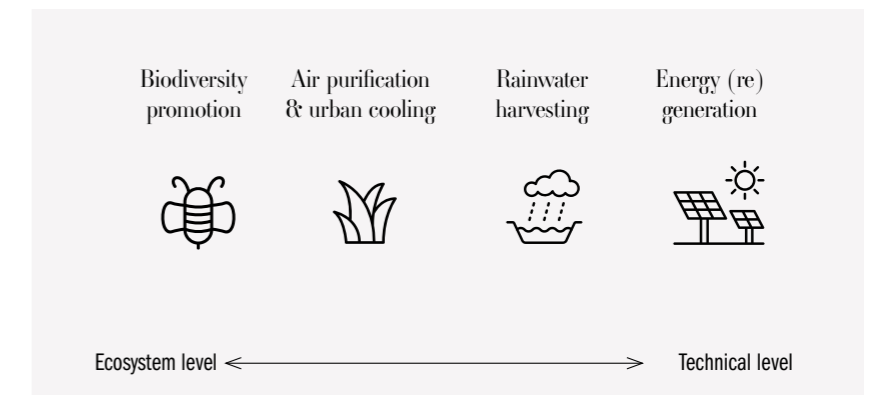 Biodiversity
promotion
Air purification
& urban cooling
Rainwater
harvesting
Energy (re)
generation
Ecosystem level
Technical level